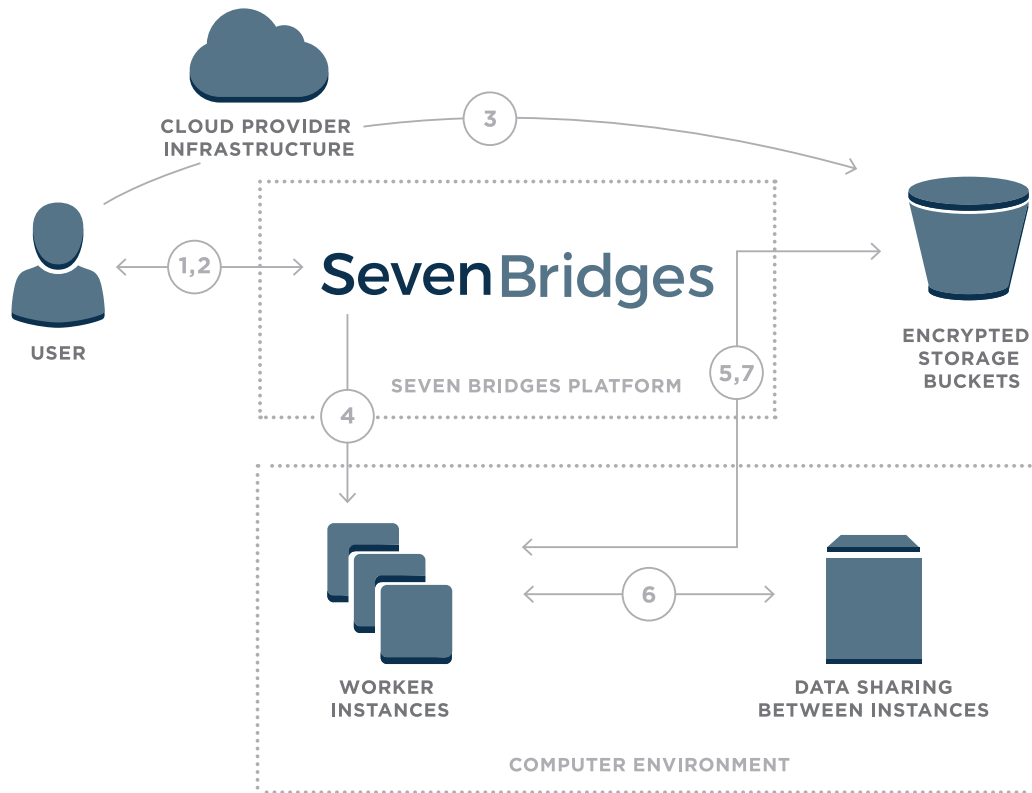 CLOUD PROVIDER
INFRASTRUCTURE
3
1,2
USER
SevenBridges
ENCRYPTED
STORAGE
BUCKETS
5,7
SEVEN BRIDGES PLATFORM
4
6
WORKER
INSTANCES
DATA SHARING
BETWEEN INSTANCES
COMPUTER ENVIRONMENT